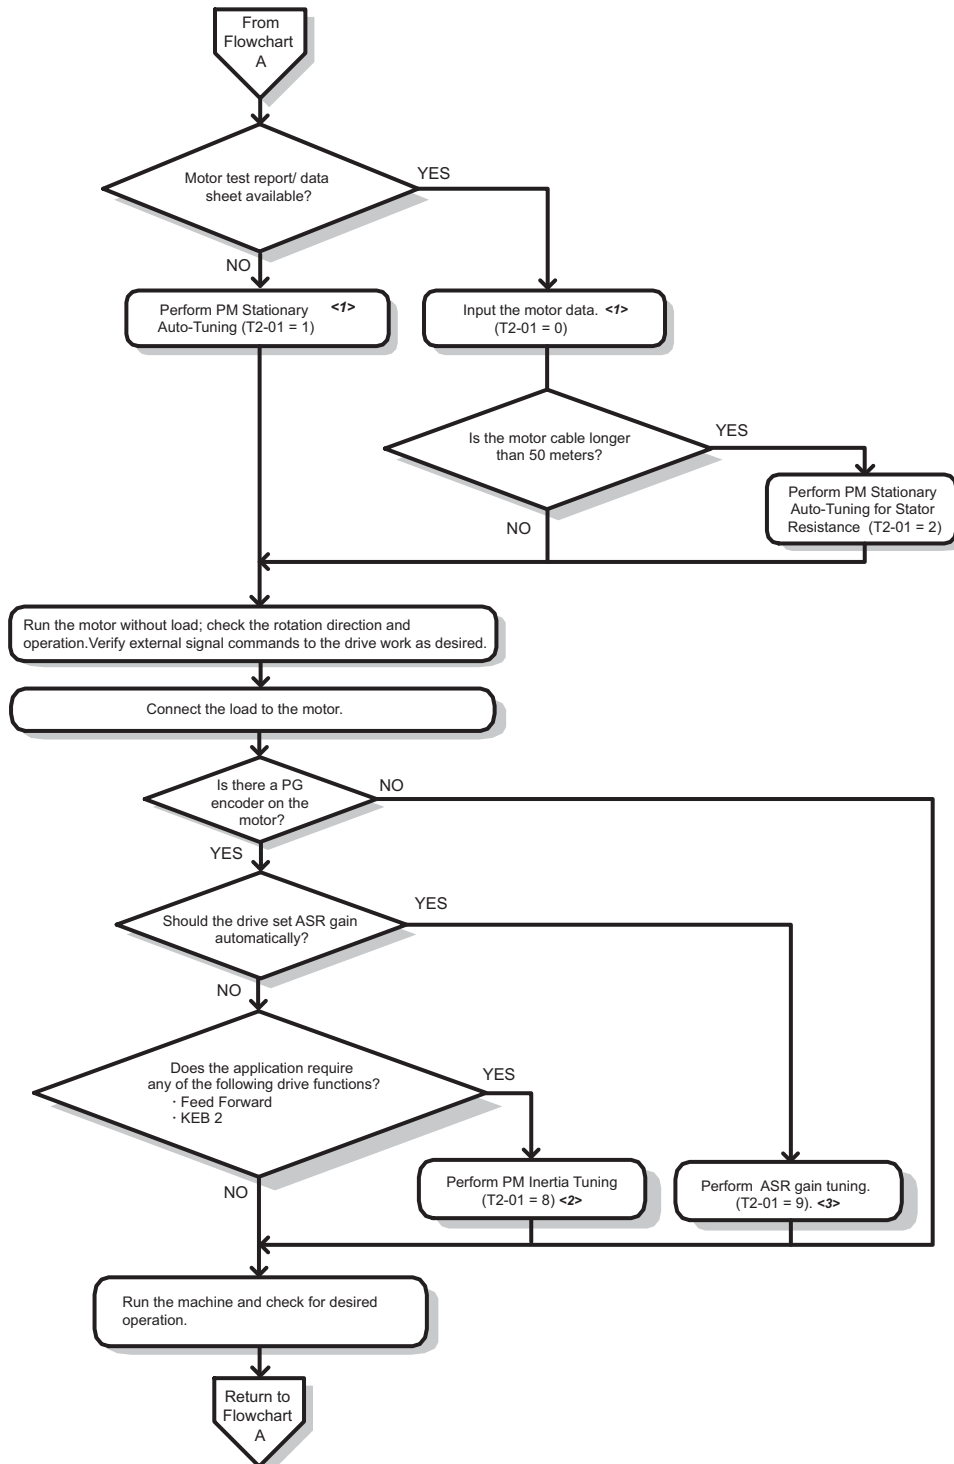 From
Flowchart
A
Motor test report/ data
sheet available?
YES
NO
Perform PM Stationary <1>
Auto-Tuning (T2-01 = 1)
Input the motor data. <1>
(T2-01 = 0)
Is the motor cable longer
than 50 meters?
YES
NO
Perform PM Stationary
Auto-Tuning for Stator
Resistance (T2-01 = 2)
Run the motor without load; check the rotation direction and
operation.Verify external signal commands to the drive work as desired.
Connect the load to the motor.
Is there a PG
encoder on the
motor?
NO
YES
Should the drive set ASR gain
automatically?
YES
NO
Does the application require
any of the following drive functions?
· Feed Forward
· KEB 2
YES
NO
Perform PM Inertia Tuning
(T2-01 = 8) <2>
Perform ASR gain tuning.
(T2-01 = 9). <3>
Run the machine and check for desired
operation.
Return to
Flowchart
A